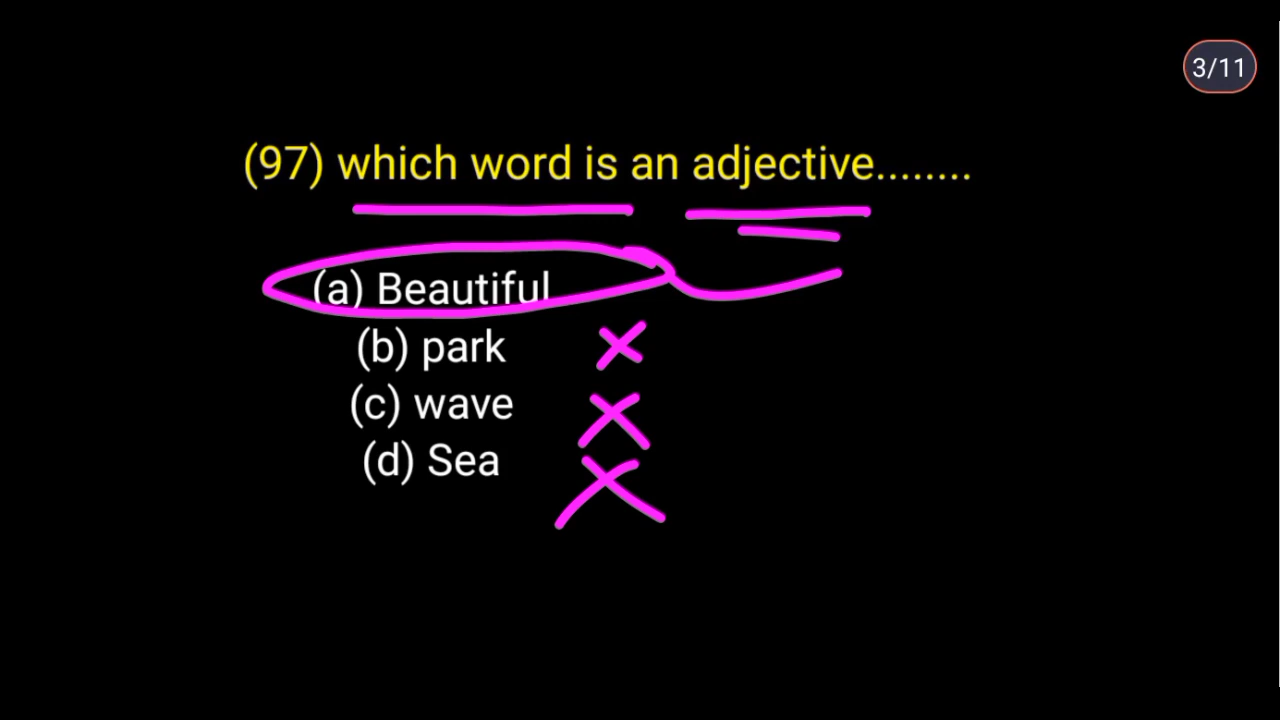 3/11
(97) which word is an adjective........
(a) Beautiful
(b) park
(c) wave
(d) Sea